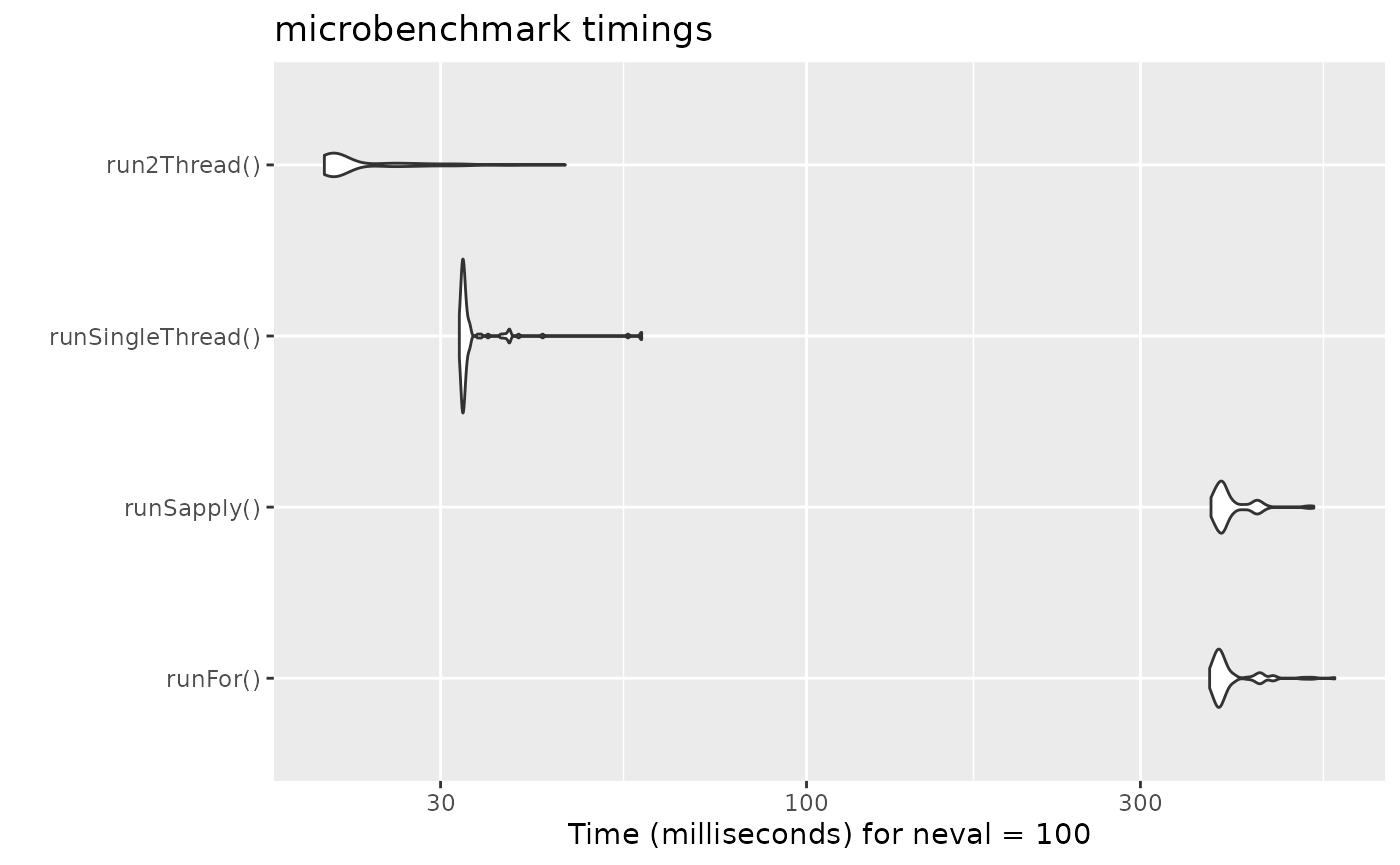 microbenchmark timings
run2Thread()
runSingleThread()
runSapply()
runFor()
30 100 300
Time (milliseconds) for neval = 100